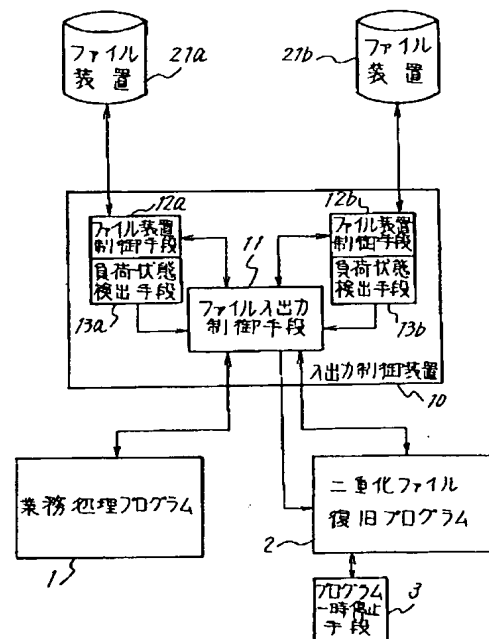 21a
ファイル
装置
21b
ファイル
装置
12a
ファイル装置
制御手段
負荷状態
検出手段
13a
11
ファイル入出力
制御手段
12b
ファイル装置
制御手段
負荷状態
検出手段
13b
入出力制御装置
10
業務処理プログラム
1
二重化ファイル
復旧プログラム
2
プログラム
一時停止
手段
3